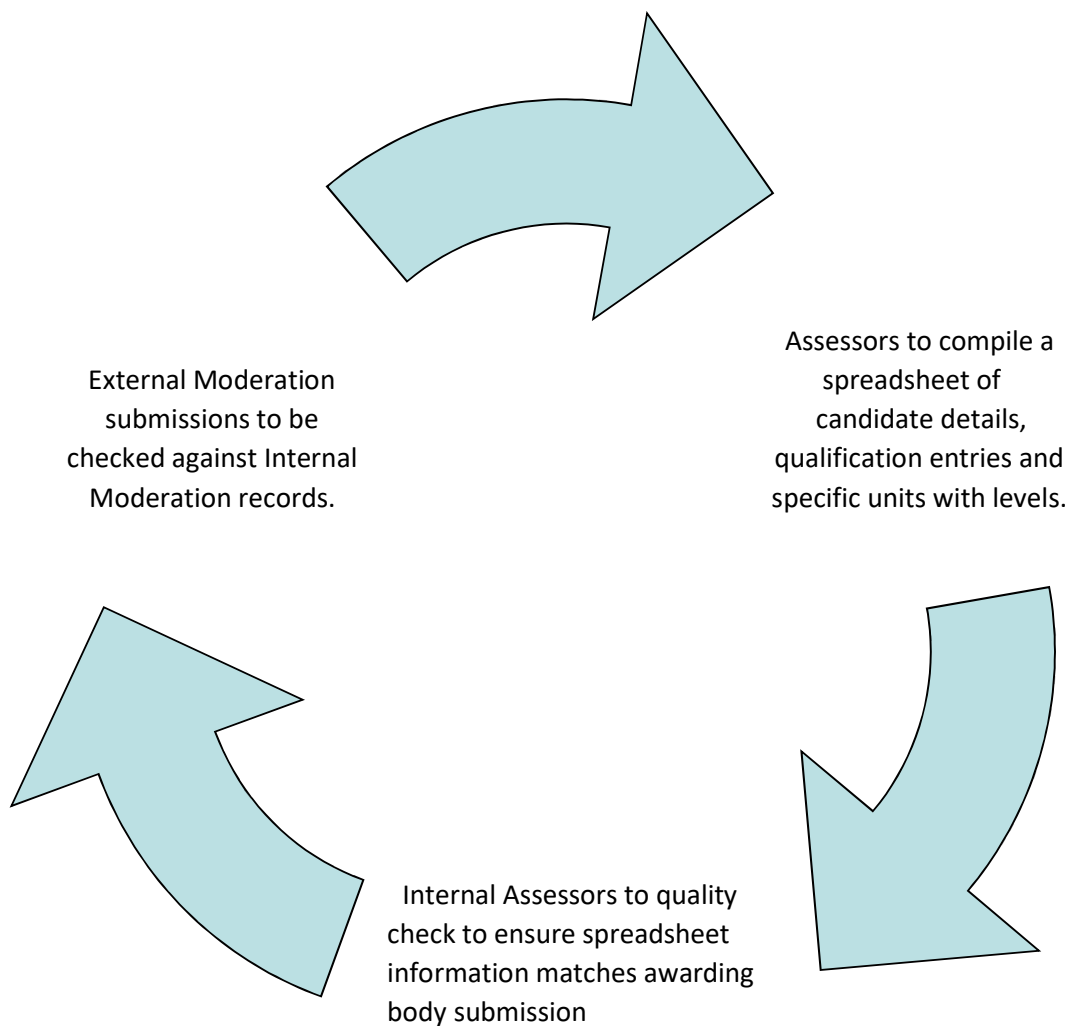 External Moderation
submissions to be
checked against Internal
Moderation records.
Assessors to compile a
spreadsheet of
candidate details,
qualification entries and
specific units with levels.
Internal Assessors to quality
check to ensure spreadsheet
information matches awarding
body submission